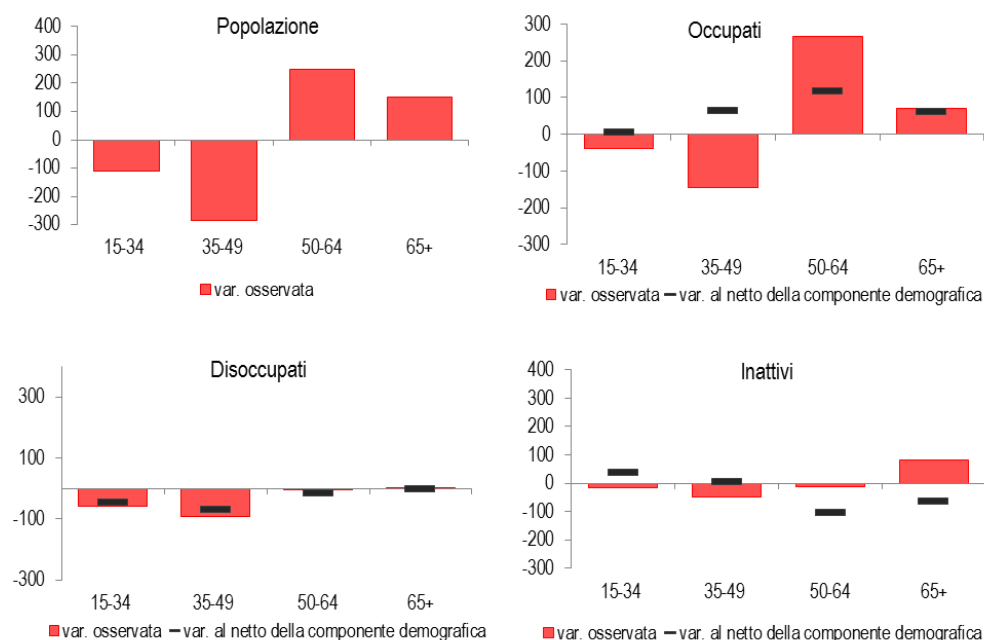 Popolazione
400
300
200
100
0
-100
-200
-300
15-34 35-49 50-64 65+
var. osservata
Occupati
300
200
100
0
-100
-200
-300
15-34 35-49 50-64 65+
var. osservata var. al netto della componente demografica
Disoccupati
300
100
-100
-300
15-34 35-49 50-64 65+
var. osservata var. al netto della componente demografica
Inattivi
400
300
200
100
0
-100
-200
-300
15-34 35-49 50-64 65+
var. osservata var. al netto della componente demografica